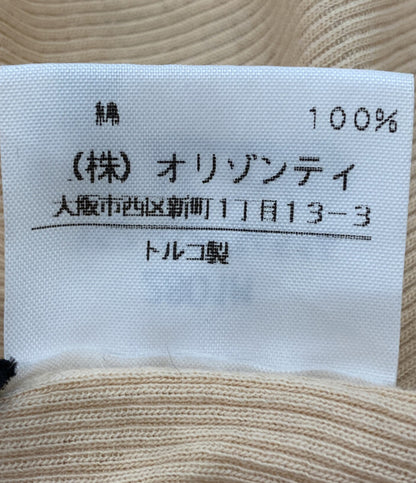 綿 100%
(株)オリゾンティ
大阪市西区新町1丁目13-3
トルコ製